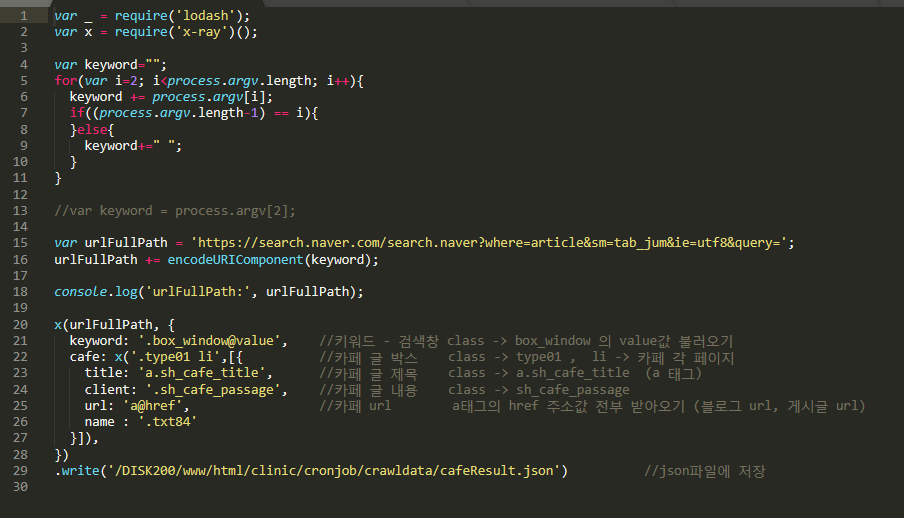 1 var _ = require('lodash');
2 var x = require('x-ray')();
3
4 var keyword="";
5 for(var i=2; i<process.argv.length; i++){
6   keyword += process.argv[i];
7   if((process.argv.length-1) == i){
8   }else{
9     keyword+=" ";
10   }
11 }
12
13 //var keyword = process.argv[2];
14
15 var urlFullPath = 'https://search.naver.com/search.naver?where=article&sm=tab_jum&ie=utf8&query=';
16 urlFullPath += encodeURIComponent(keyword);
17
18 console.log('urlFullPath:', urlFullPath);
19
20 x(urlFullPath, {
21   keyword: '.box_window@value',    //키워드 - 검색창 class -> box_window 의 value값 불러오기
22   cafe: x('.type01 li',[{          //카페 글 박스    class -> type01 ,  li -> 카페 각 페이지
23     title: 'a.sh_cafe_title',      //카페 글 제목    class -> a.sh_cafe_title  (a 태그)
24     client: '.sh_cafe_passage',    //카페 글 내용    class -> sh_cafe_passage
25     url: 'a@href',                 //카페 url        a태그의 href 주소값 전부 받아오기 (블로그 url, 게시글 url)
26     name : '.txt84'
27   }]),
28 })
29 .write('/DISK200/www/html/clinic/cronjob/crawldata/cafeResult.json')          //json파일에 저장
30